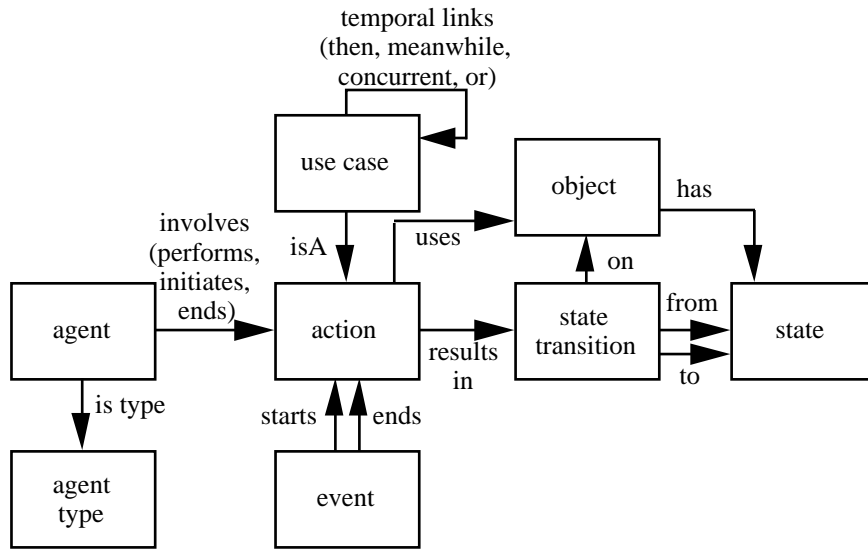 temporal links
(then, meanwhile,
concurrent, or)
use case
object
has
involves
(performs,
initiates,
ends)
isA
uses
on
agent
action
state
transition
from
to
state
results
in
is type
starts
ends
agent
type
event